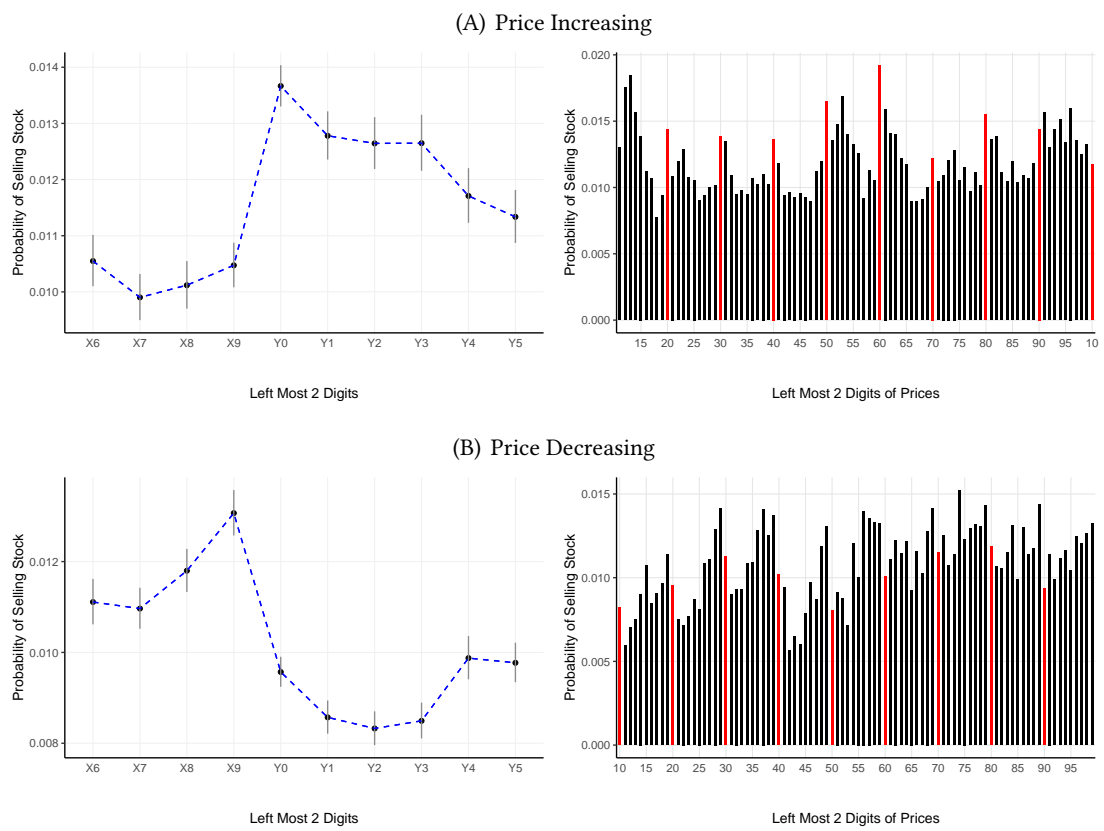 (A) Price Increasing
Probability of Selling Stock
0.014
0.013
0.012
0.011
0.010
X6 X7 X8 X9 Y0 Y1 Y2 Y3 Y4 Y5
Left Most 2 Digits
Probability of Selling Stock
0.020
0.015
0.010
0.005
0.000
15 20 25 30 35 40 45 50 55 60 65 70 75 80 85 90 95 10
Left Most 2 Digits of Prices
(B) Price Decreasing
Probability of Selling Stock
0.012
0.010
0.008
X6 X7 X8 X9 Y0 Y1 Y2 Y3 Y4 Y5
Left Most 2 Digits
Probability of Selling Stock
0.015
0.010
0.005
0.000
10 15 20 25 30 35 40 45 50 55 60 65 70 75 80 85 90 95
Left Most 2 Digits of Prices